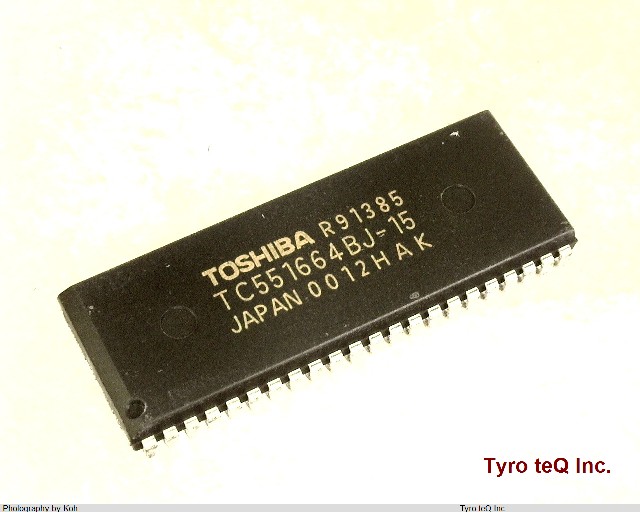 TOSHIBA R91385
TC551664BJ-15
JAPAN 0012HAK
Tyro teQ Inc.
Photography by Koh
Tyro teQ Inc